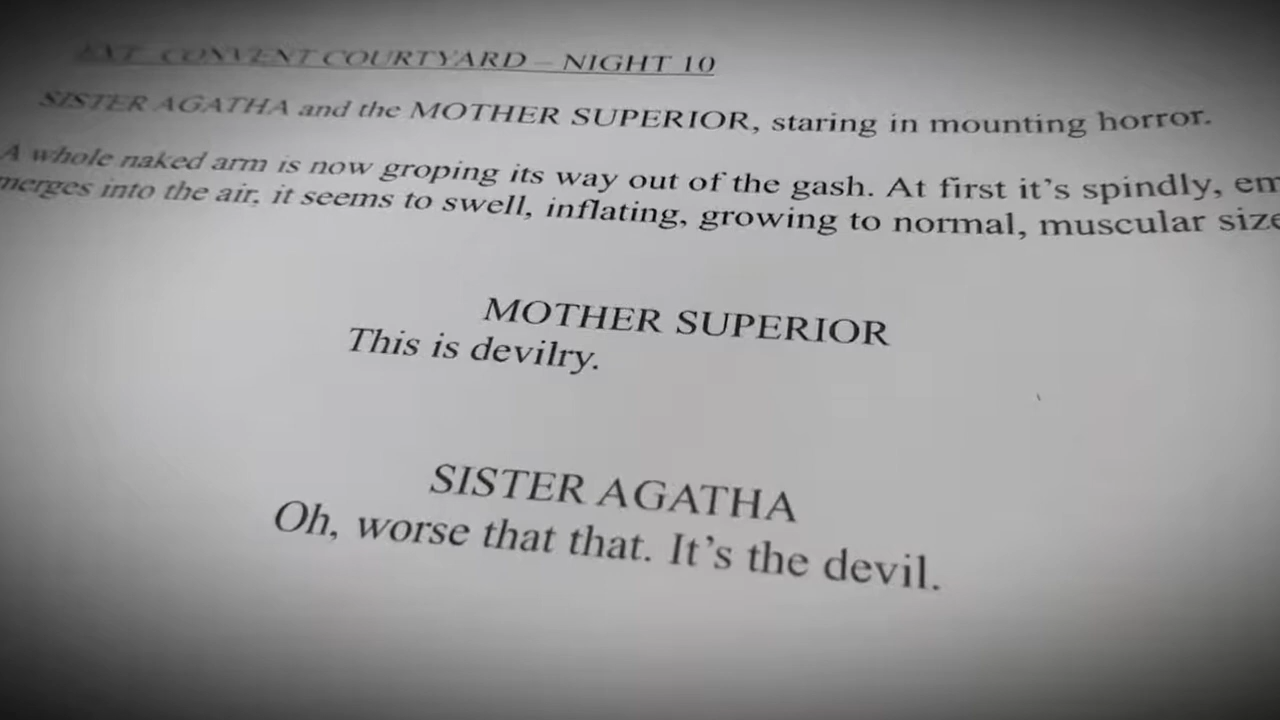 EXT. CONVENT COURTYARD – NIGHT 10
SISTER AGATHA and the MOTHER SUPERIOR, staring in mounting horror.
A whole naked arm is now groping its way out of the gash. At first it's spindly, em
merges into the air, it seems to swell, inflating, growing to normal, muscular size
MOTHER SUPERIOR
This is devilry.
SISTER AGATHA
Oh, worse that that. It's the devil.